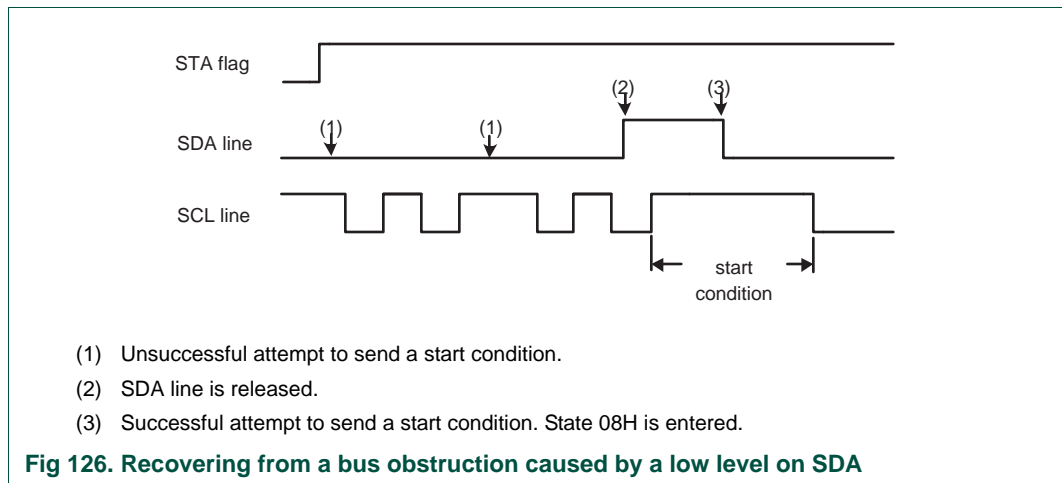 STA flag
(2)
(3)
(1)
(1)
SDA line
SCL line
start
condition
(1) Unsuccessful attempt to send a start condition.
(2) SDA line is released.
(3) Successful attempt to send a start condition. State 08H is entered.
Fig 126. Recovering from a bus obstruction caused by a low level on SDA